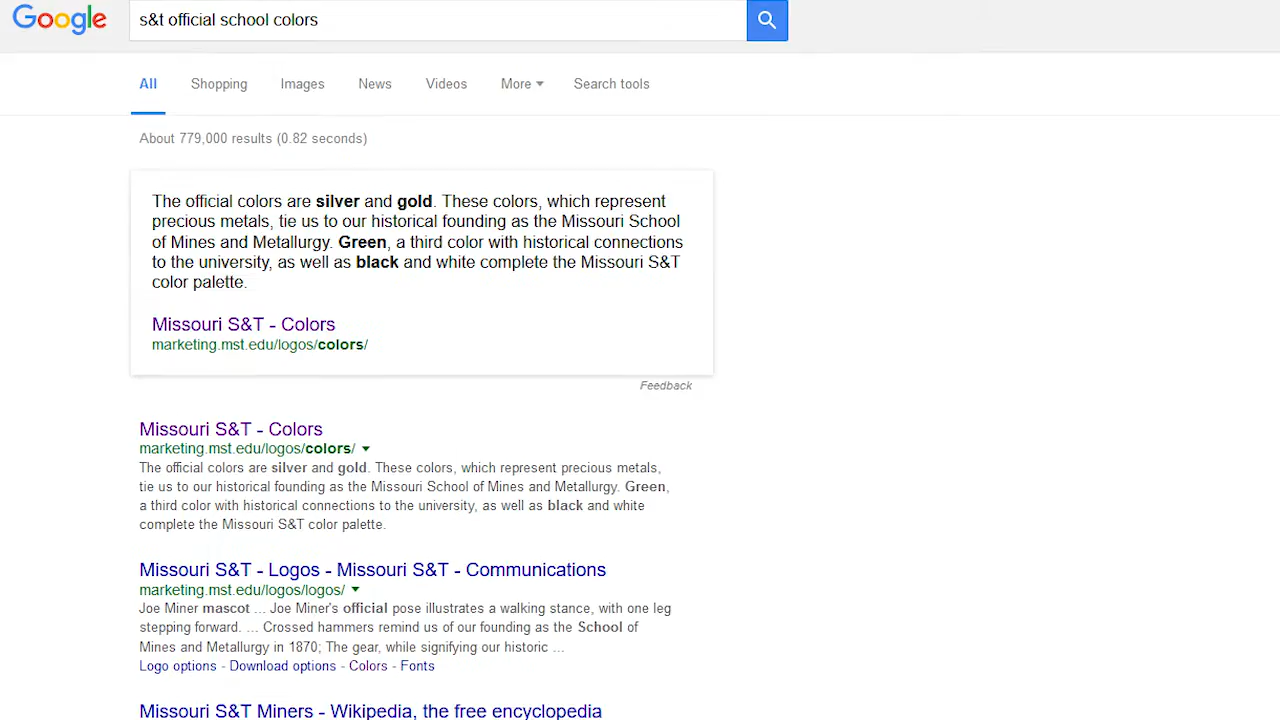 Google
s&t official school colors
All Shopping Images News Videos More Search tools
About 779,000 results (0.82 seconds)
The official colors are silver and gold. These colors, which represent
precious metals, tie us to our historical founding as the Missouri School
of Mines and Metallurgy. Green, a third color with historical connections
to the university, as well as black and white complete the Missouri S&T
color palette.
Missouri S&T - Colors
marketing.mst.edu/logos/colors/
Feedback
Missouri S&T - Colors
marketing.mst.edu/logos/colors/
The official colors are silver and gold. These colors, which represent precious metals,
tie us to our historical founding as the Missouri School of Mines and Metallurgy. Green,
a third color with historical connections to the university, as well as black and white
complete the Missouri S&T color palette.
Missouri S&T - Logos - Missouri S&T - Communications
marketing.mst.edu/logos/logos/
Joe Miner mascot ... Joe Miner's official pose illustrates a walking stance, with one leg
stepping forward. ... Crossed hammers remind us of our founding as the School of
Mines and Metallurgy in 1870; The gear, while signifying our historic ...
Logo options - Download options - Colors - Fonts
Missouri S&T Miners - Wikipedia, the free encyclopedia